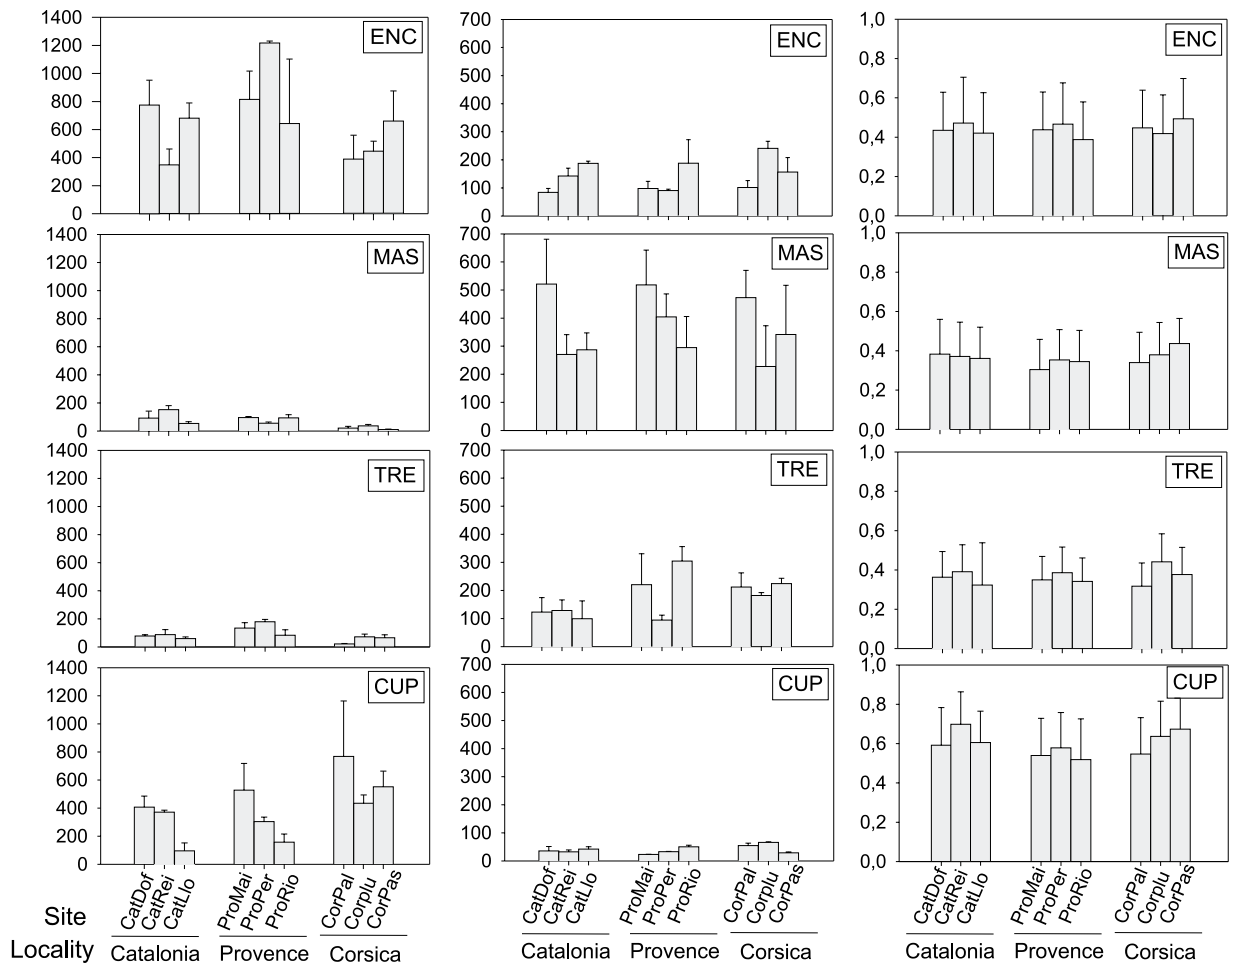 1400
1200
1000
800
600
400
200
0
ENC
700
600
500
400
300
200
100
0
ENC
1,0
0,8
0,6
0,4
0,2
0,0
ENC
1400
1200
1000
800
600
400
200
0
MAS
700
600
500
400
300
200
100
0
MAS
1,0
0,8
0,6
0,4
0,2
0,0
MAS
1400
1200
1000
800
600
400
200
0
TRE
700
600
500
400
300
200
100
0
TRE
1,0
0,8
0,6
0,4
0,2
0,0
TRE
1400
1200
1000
800
600
400
200
0
CUP
700
600
500
400
300
200
100
0
CUP
1,0
0,8
0,6
0,4
0,2
0,0
CUP
Site
CatDof
CatRei
CatLlo
ProMai
ProPer
ProRio
CorPal
Corplu
CorPas
CatDof
CatRei
CatLlo
ProMai
ProPer
ProRio
CorPal
Corplu
CorPas
CatDof
CatRei
CatLlo
ProMai
ProPer
ProRio
CorPal
Corplu
CorPas
Locality Catalonia Provence Corsica Catalonia Provence Corsica Catalonia Provence Corsica